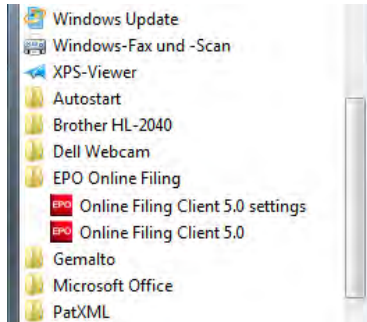 Windows Update
Windows-Fax und -Scan
XPS-Viewer
Autostart
Brother HL-2040
Dell Webcam
EPO Online Filing
EPO Online Filing Client 5.0 settings
EPO Online Filing Client 5.0
Gemalto
Microsoft Office
PatXML